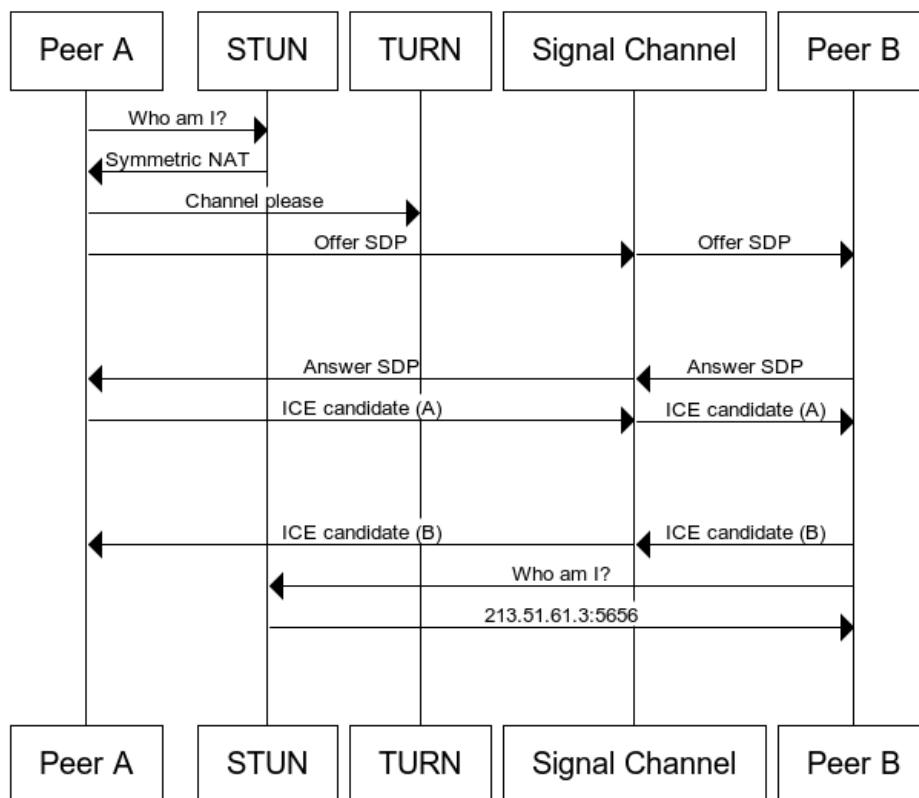 Peer A
STUN
TURN
Signal Channel
Peer B
Who am I?
Symmetric NAT
Channel please
Offer SDP
Offer SDP
Answer SDP
Answer SDP
ICE candidate (A)
ICE candidate (A)
ICE candidate (B)
ICE candidate (B)
Who am I?
213.51.61.3:5656
Peer A
STUN
TURN
Signal Channel
Peer B